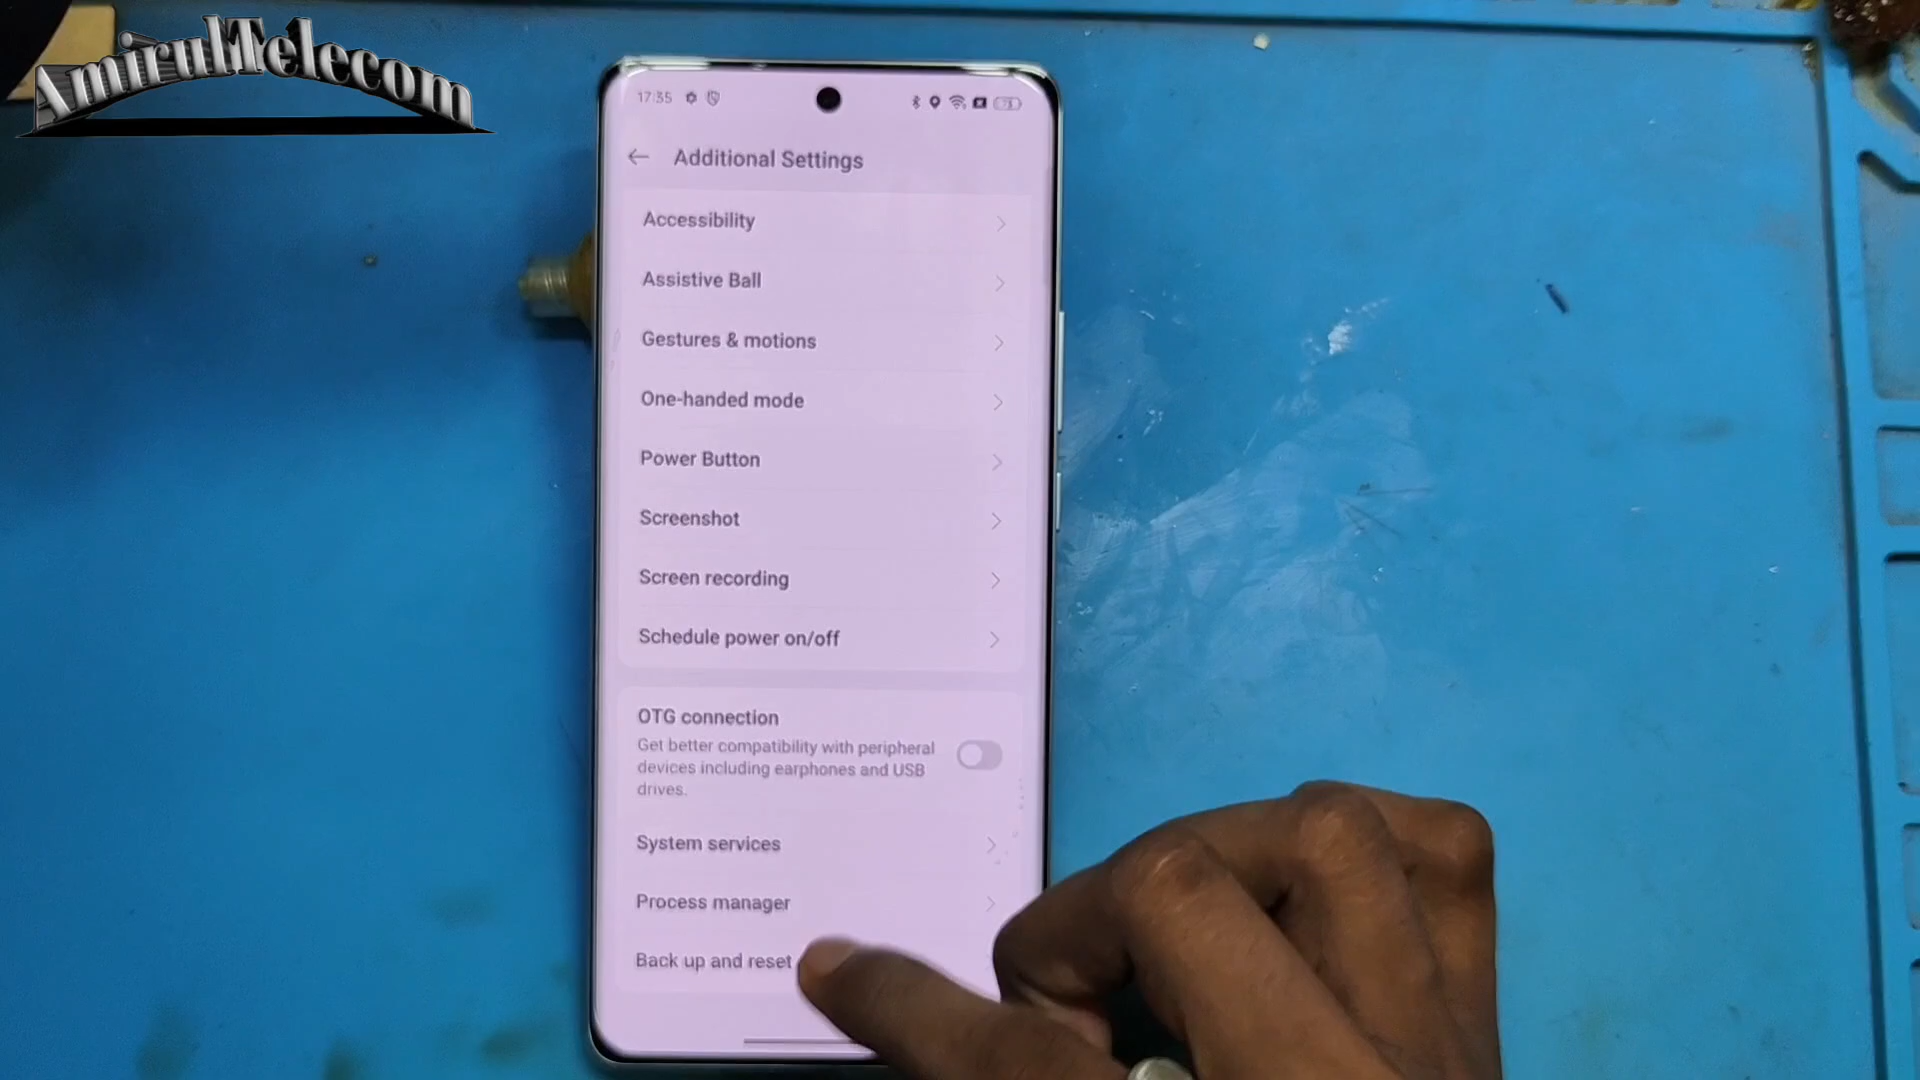 AmirulTelecom
17:35
Additional Settings
Accessibility
Assistive Ball
Gestures & motions
One-handed mode
Power Button
Screenshot
Screen recording
Schedule power on/off
OTG connection
Get better compatibility with peripheral
devices including earphones and USB
drives.
System services
Process manager
Back up and reset